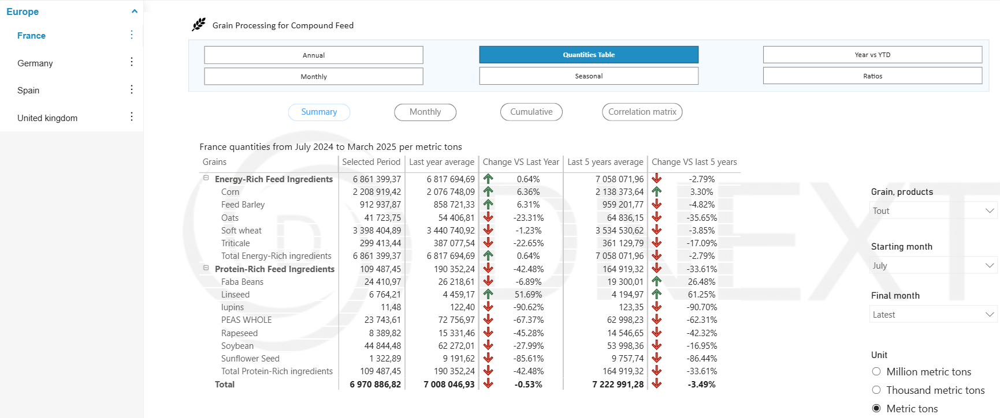 Europe
France
Germany
Spain
United kingdom
Grain Processing for Compound Feed
Annual
Quantities Table
Year vs YTD
Monthly
Seasonal
Ratios
Summary
Monthly
Cumulative
Correlation matrix
France quantities from July 2024 to March 2025 per metric tons
Grains Selected Period Last year average Change VS Last Year Last 5 years average Change VS last 5 years
Energy-Rich Feed Ingredients 6 861 399,37 6 817 694,69 0.64% 7 058 071,96 -2.79%
Corn 2 208 919,42 2 076 748,09 6.36% 2 138 373,64 3.30%
Feed Barley 912 937,87 858 721,33 6.31% 959 201,77 -4.82%
Oats 41 723,75 54 406,81 -23.31% 64 836,15 -35.65%
Soft wheat 3 398 404,89 3 440 740,92 -1.23% 3 534 530,62 -3.85%
Triticale 299 413,44 387 077,54 -22.65% 361 129,79 -17.09%
Total Energy-Rich ingredients 6 861 399,37 6 817 694,69 0.64% 7 058 071,96 -2.79%
Protein-Rich Feed Ingredients 109 487,45 190 352,24 -42.48% 164 919,32 -33.61%
Faba Beans 24 410,97 26 218,61 -6.89% 19 300,01 26.48%
Linseed 6 764,21 4 459,17 51.69% 4 194,97 61.25%
lupins 11,48 122,40 -90.62% 123,35 -90.70%
PEAS WHOLE 23 743,61 72 756,97 -67.37% 62 998,23 -62.31%
Rapeseed 8 389,82 15 331,46 -45.28% 14 546,65 -42.32%
Soybean 44 844,48 62 272,01 -27.99% 53 998,36 -16.95%
Sunflower Seed 1 322,89 9 191,62 -85.61% 9 757,74 -86.44%
Total Protein-Rich ingredients 109 487,45 190 352,24 -42.48% 164 919,32 -33.61%
Total 6 970 886,82 7 008 046,93 -0.53% 7 222 991,28 -3.49%
D DNEXT
Grain, products
Tout
Starting month
July
Final month
Latest
Unit
Million metric tons
Thousand metric tons
Metric tons